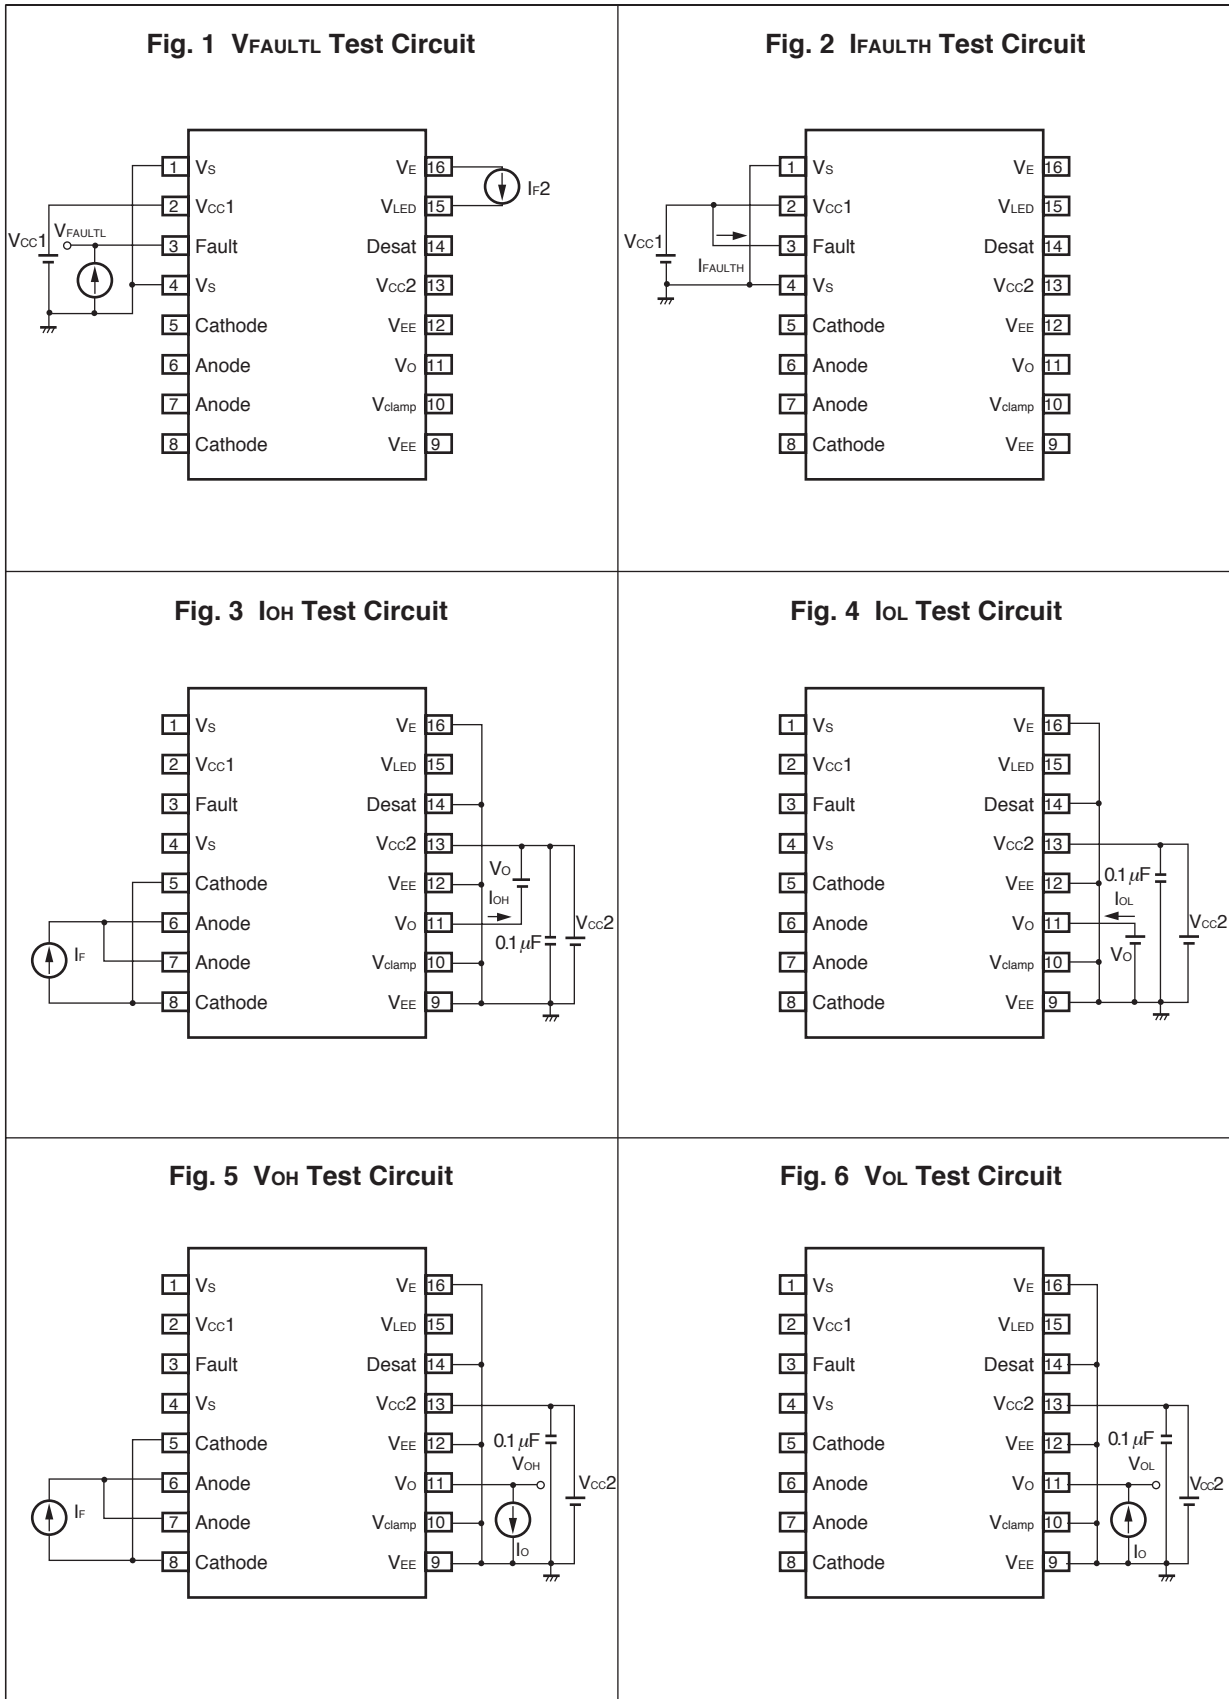 Fig. 1 VFAULTL Test Circuit
1 VS
2 VCC1
3 Fault
4 VS
5 Cathode
6 Anode
7 Anode
8 Cathode
VE 16
VLED 15
Desat 14
VCC2 13
VEE 12
VO 11
Vclamp 10
VEE 9
VCC1
VFAULTL
IF2
Fig. 2 IFAULTH Test Circuit
1 VS
2 VCC1
3 Fault
4 VS
5 Cathode
6 Anode
7 Anode
8 Cathode
VE 16
VLED 15
Desat 14
VCC2 13
VEE 12
VO 11
Vclamp 10
VEE 9
VCC1
IFAULTH
Fig. 3 IOH Test Circuit
1 VS
2 VCC1
3 Fault
4 VS
5 Cathode
6 Anode
7 Anode
8 Cathode
VE 16
VLED 15
Desat 14
VCC2 13
VEE 12
VO 11
Vclamp 10
VEE 9
IF
VO
IOH
0.1 μF
VCC2
Fig. 4 IOL Test Circuit
1 VS
2 VCC1
3 Fault
4 VS
5 Cathode
6 Anode
7 Anode
8 Cathode
VE 16
VLED 15
Desat 14
VCC2 13
VEE 12
VO 11
Vclamp 10
VEE 9
0.1 μF
IOL
VO
VCC2
Fig. 5 VOH Test Circuit
1 VS
2 VCC1
3 Fault
4 VS
5 Cathode
6 Anode
7 Anode
8 Cathode
VE 16
VLED 15
Desat 14
VCC2 13
VEE 12
VO 11
Vclamp 10
VEE 9
IF
0.1 μF
VOH
VCC2
IO
Fig. 6 VOL Test Circuit
1 VS
2 VCC1
3 Fault
4 VS
5 Cathode
6 Anode
7 Anode
8 Cathode
VE 16
VLED 15
Desat 14
VCC2 13
VEE 12
VO 11
Vclamp 10
VEE 9
0.1 μF
VOL
VCC2
IO